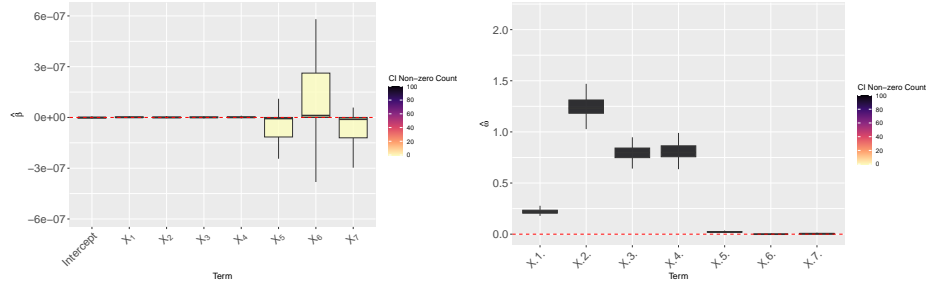 6e−07
3e−07
0e+00
−3e−07
−6e−07
β̂
Intercept
X₁
X₂
X₃
X₄
X₅
X₆
X₇
Term
CI Non−zero Count
100
80
60
40
20
0
2.0
1.5
1.0
0.5
0.0
ω̂
X.1.
X.2.
X.3.
X.4.
X.5.
X.6.
X.7.
Term
CI Non−zero Count
100
80
60
40
20
0